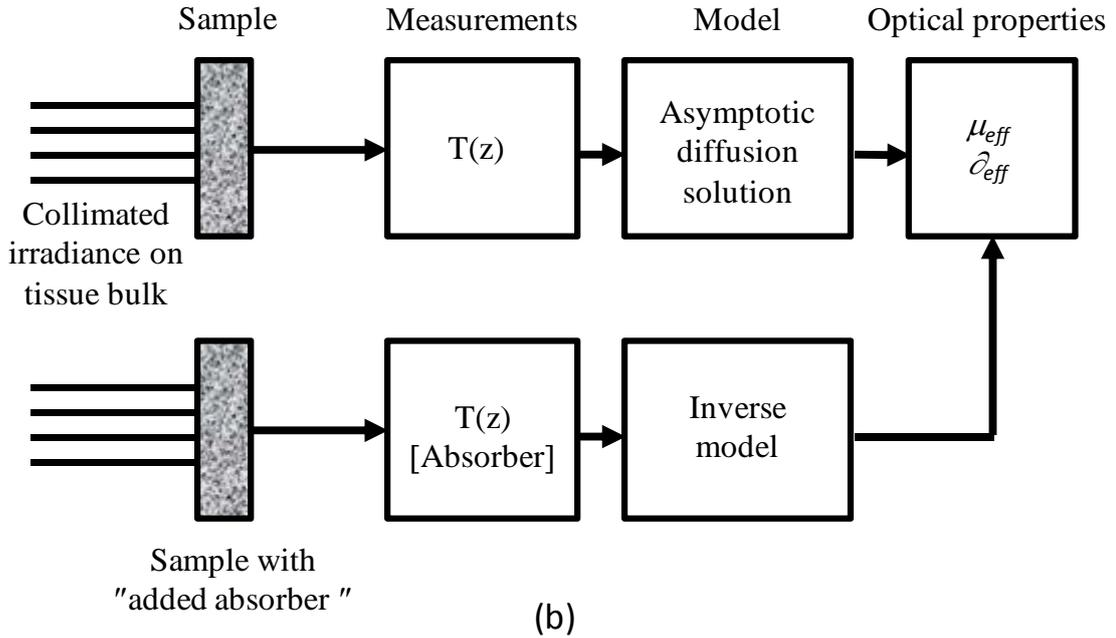 Sample
Measurements
Model
Optical properties
T(z)
Asymptotic
diffusion
solution
μeff
∂eff
Collimated
irradiance on
tissue bulk
T(z)
[Absorber]
Inverse
model
Sample with
″added absorber ″
(b)